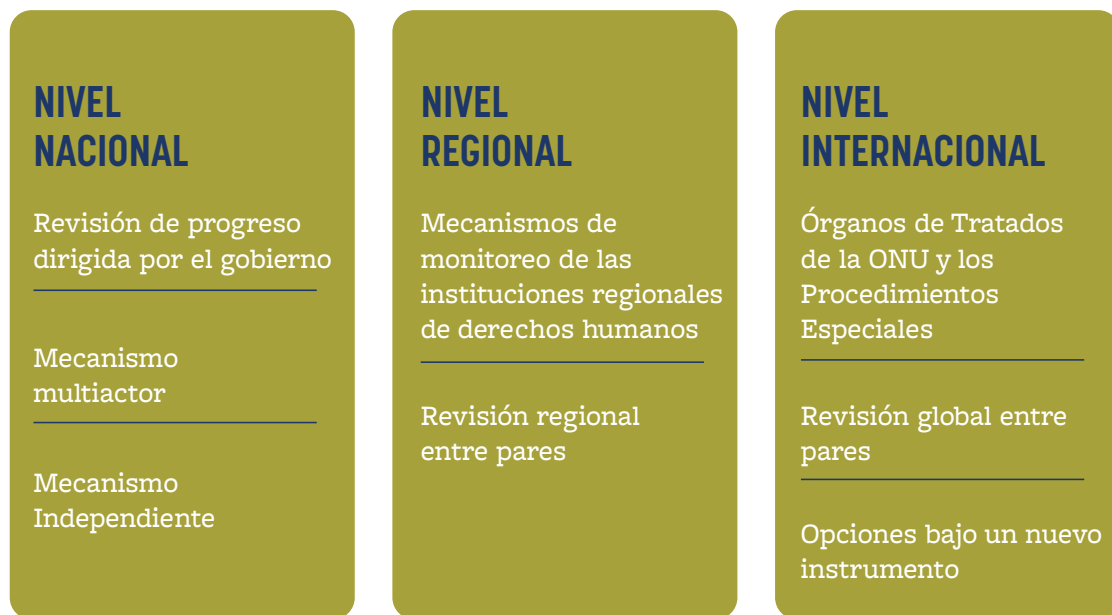 NIVEL
NACIONAL
Revisión de progreso
dirigida por el gobierno
Mecanismo
multiactor
Mecanismo
Independiente
NIVEL
REGIONAL
Mecanismos de
monitoreo de las
instituciones regionales
de derechos humanos
Revisión regional
entre pares
NIVEL
INTERNACIONAL
Órganos de Tratados
de la ONU y los
Procedimientos
Especiales
Revisión global entre
pares
Opciones bajo un nuevo
instrumento